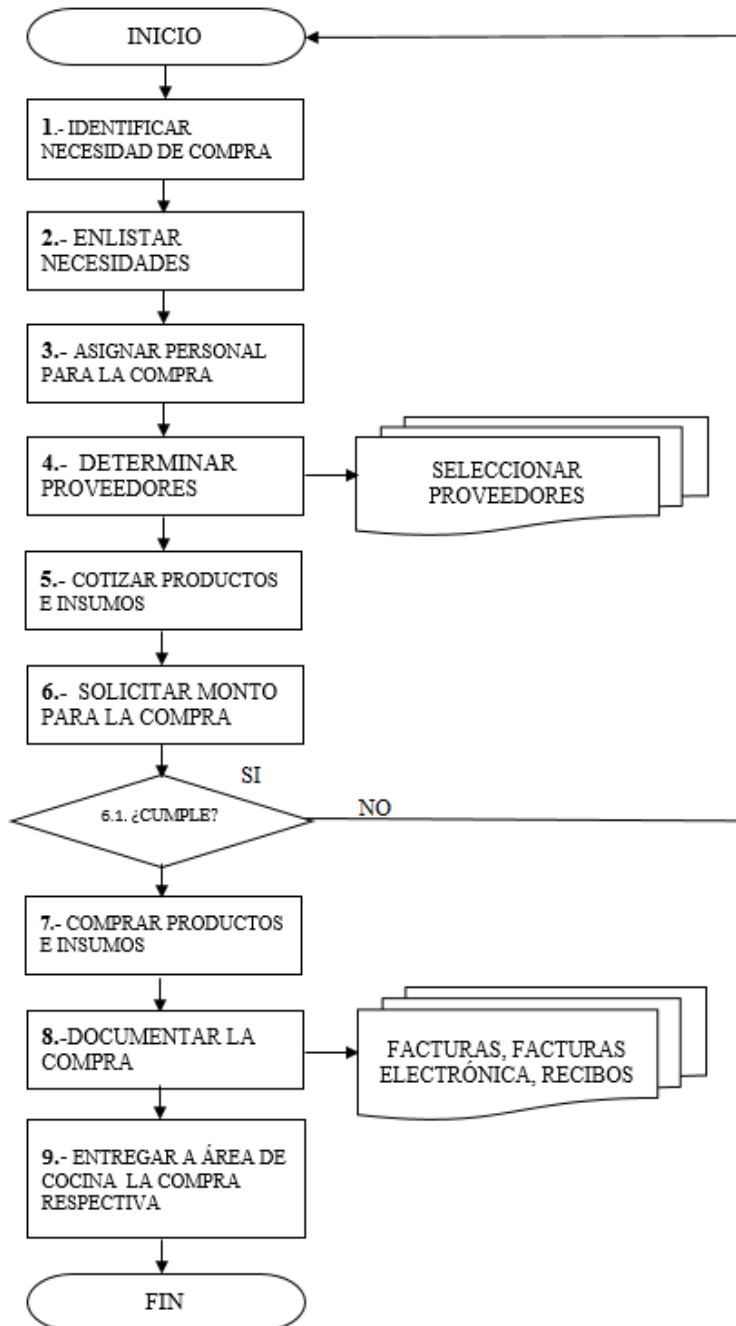 INICIO
1.- IDENTIFICAR
NECESIDAD DE COMPRA
2.- ENLISTAR
NECESIDADES
3.- ASIGNAR PERSONAL
PARA LA COMPRA
4.- DETERMINAR
PROVEEDORES
SELECCIONAR
PROVEEDORES
5.- COTIZAR PRODUCTOS
E INSUMOS
6.- SOLICITAR MONTO
PARA LA COMPRA
SI
6.1. ¿CUMPLE?
NO
7.- COMPRAR PRODUCTOS
E INSUMOS
8.-DOCUMENTAR LA
COMPRA
FACTURAS, FACTURAS
ELECTRÓNICA, RECIBOS
9.- ENTREGAR A ÁREA DE
COCINA LA COMPRA
RESPECTIVA
FIN